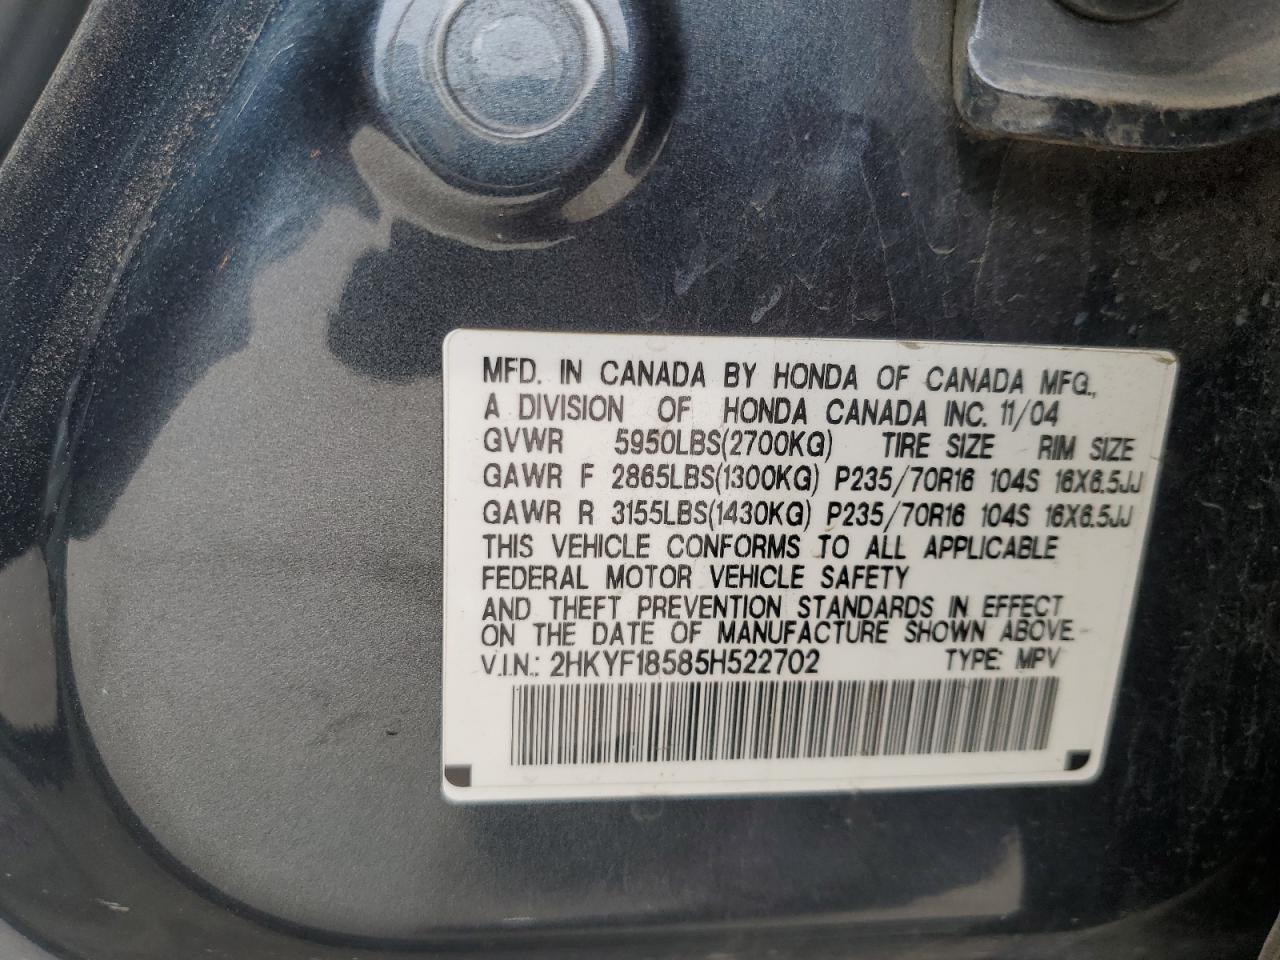 MFD. IN CANADA BY HONDA OF CANADA MFG.,
A DIVISION OF HONDA CANADA INC. 11/04
GVWR 5950LBS(2700KG) TIRE SIZE RIM SIZE
GAWR F 2865LBS(1300KG) P235/70R16 104S 16X6.5JJ
GAWR R 3155LBS(1430KG) P235/70R16 104S 16X6.5JJ
THIS VEHICLE CONFORMS TO ALL APPLICABLE
FEDERAL MOTOR VEHICLE SAFETY
AND THEFT PREVENTION STANDARDS IN EFFECT
ON THE DATE OF MANUFACTURE SHOWN ABOVE.
V.I.N.: 2HKYF18585H522702 TYPE: MPV